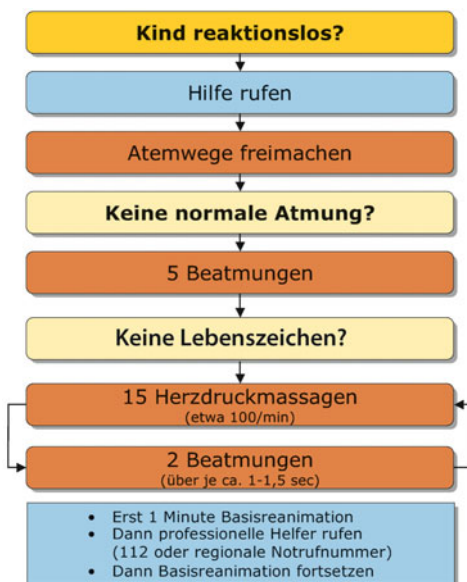 Kind reaktionslos?
Hilfe rufen
Atemwege freimachen
Keine normale Atmung?
5 Beatmungen
Keine Lebenszeichen?
15 Herzdruckmassagen
(etwa 100/min)
2 Beatmungen
(über je ca. 1-1,5 sec)
• Erst 1 Minute Basisreanimation
• Dann professionelle Helfer rufen
(112 oder regionale Notrufnummer)
• Dann Basisreanimation fortsetzen